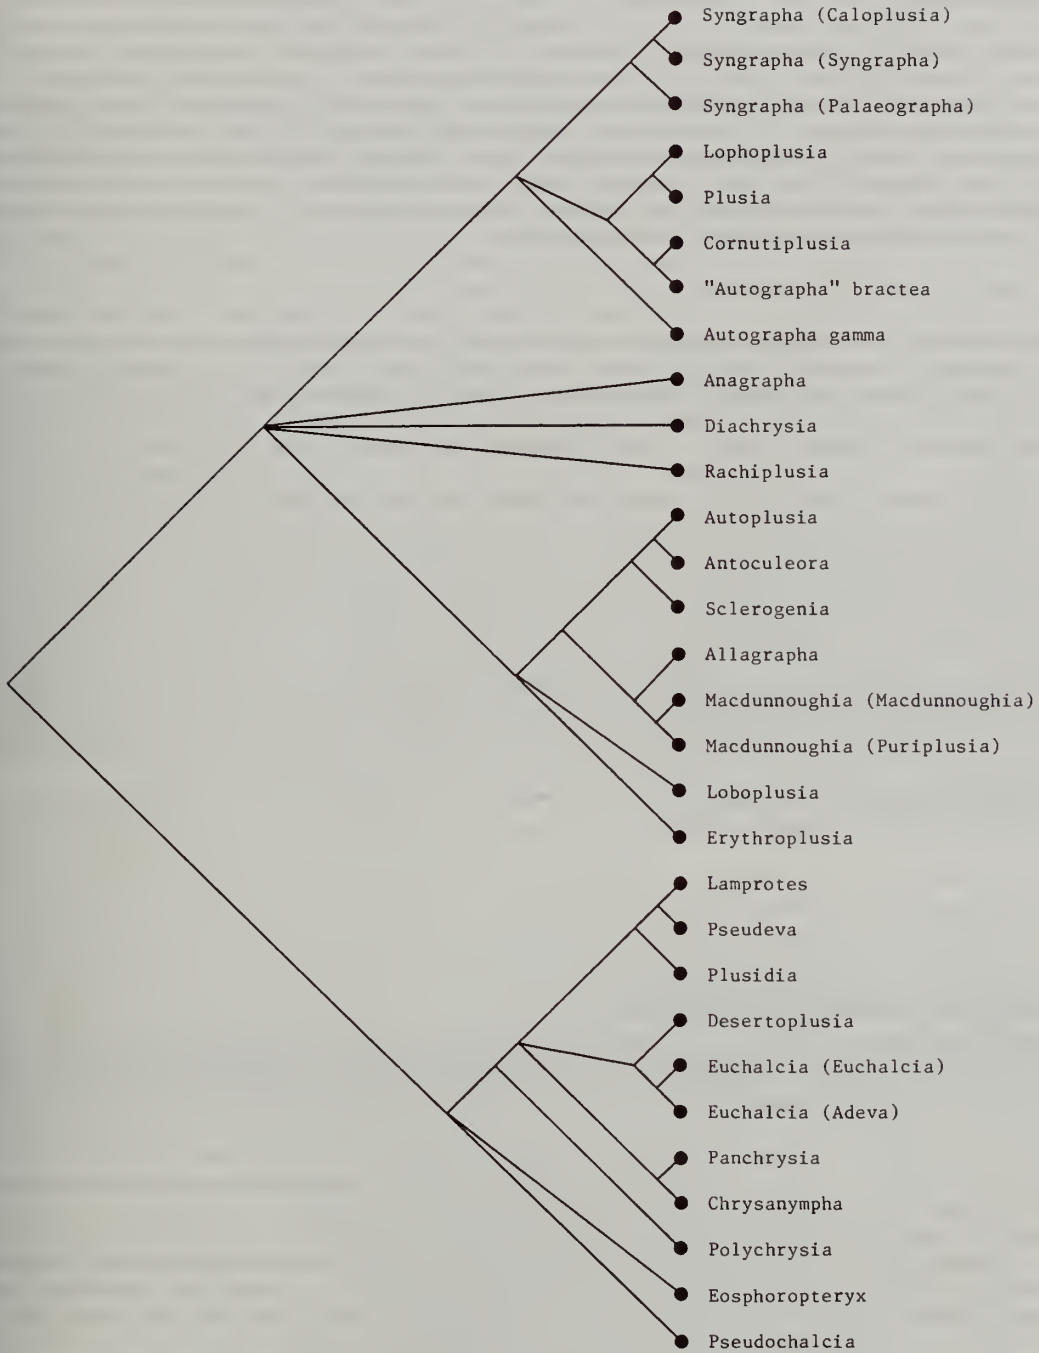 Syngrapha (Caloplusia)
Syngrapha (Syngrapha)
Syngrapha (Palaeographa)
Lophoplusia
Plusia
Cornutiplusia
"Autographa" bractea
Autographa gamma
Anagrapha
Diachrysia
Rachiplusia
Autoplusia
Antoculeora
Sclerogenia
Allagrapha
Macdunnoughia (Macdunnoughia)
Macdunnoughia (Puriplusia)
Loboplusia
Erythroplusia
Lamprotes
Pseudeva
Plusidia
Desertoplusia
Euchalcia (Euchalcia)
Euchalcia (Adeva)
Panchrysia
Chrysanympha
Polychrysia
Eosphoropteryx
Pseudochalcia